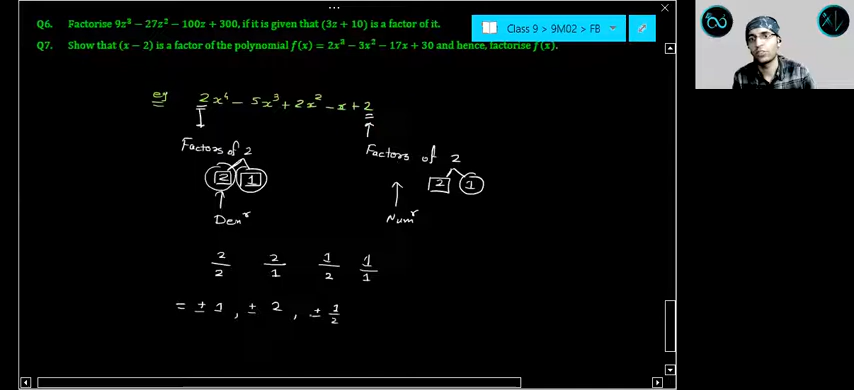 Class 9 > 9M02 > FB
Q6. Factorise 9z³ − 27z² − 100z + 300, if it is given that (3z + 10) is a factor of it.
Q7. Show that (x − 2) is a factor of the polynomial f(x) = 2x³ − 3x² − 17x + 30 and hence, factorise f(x).
eg 2x⁴ − 5x³ + 2x² − x + 2
Factors of 2 Factors of 2
2 1 2 1
Denʳ Numʳ
2/2 2/1 1/2 1/1
= ± 1, ± 2, ± 1/2